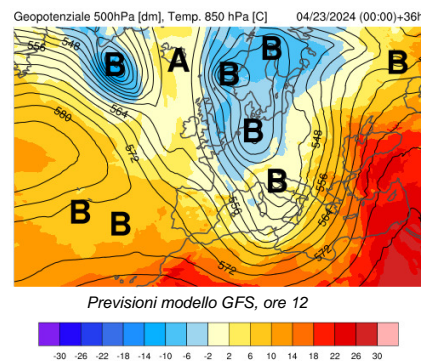 Geopotenziale 500hPa [dm], Temp. 850 hPa [C] 04/23/2024 (00:00)+36h
556 548 B A B B B
564
560 572 B 548
B 556
B B 556 564
572 572
Previsioni modello GFS, ore 12
-30 -26 -22 -18 -14 -10 -6 -2 2 6 10 14 18 22 26 30